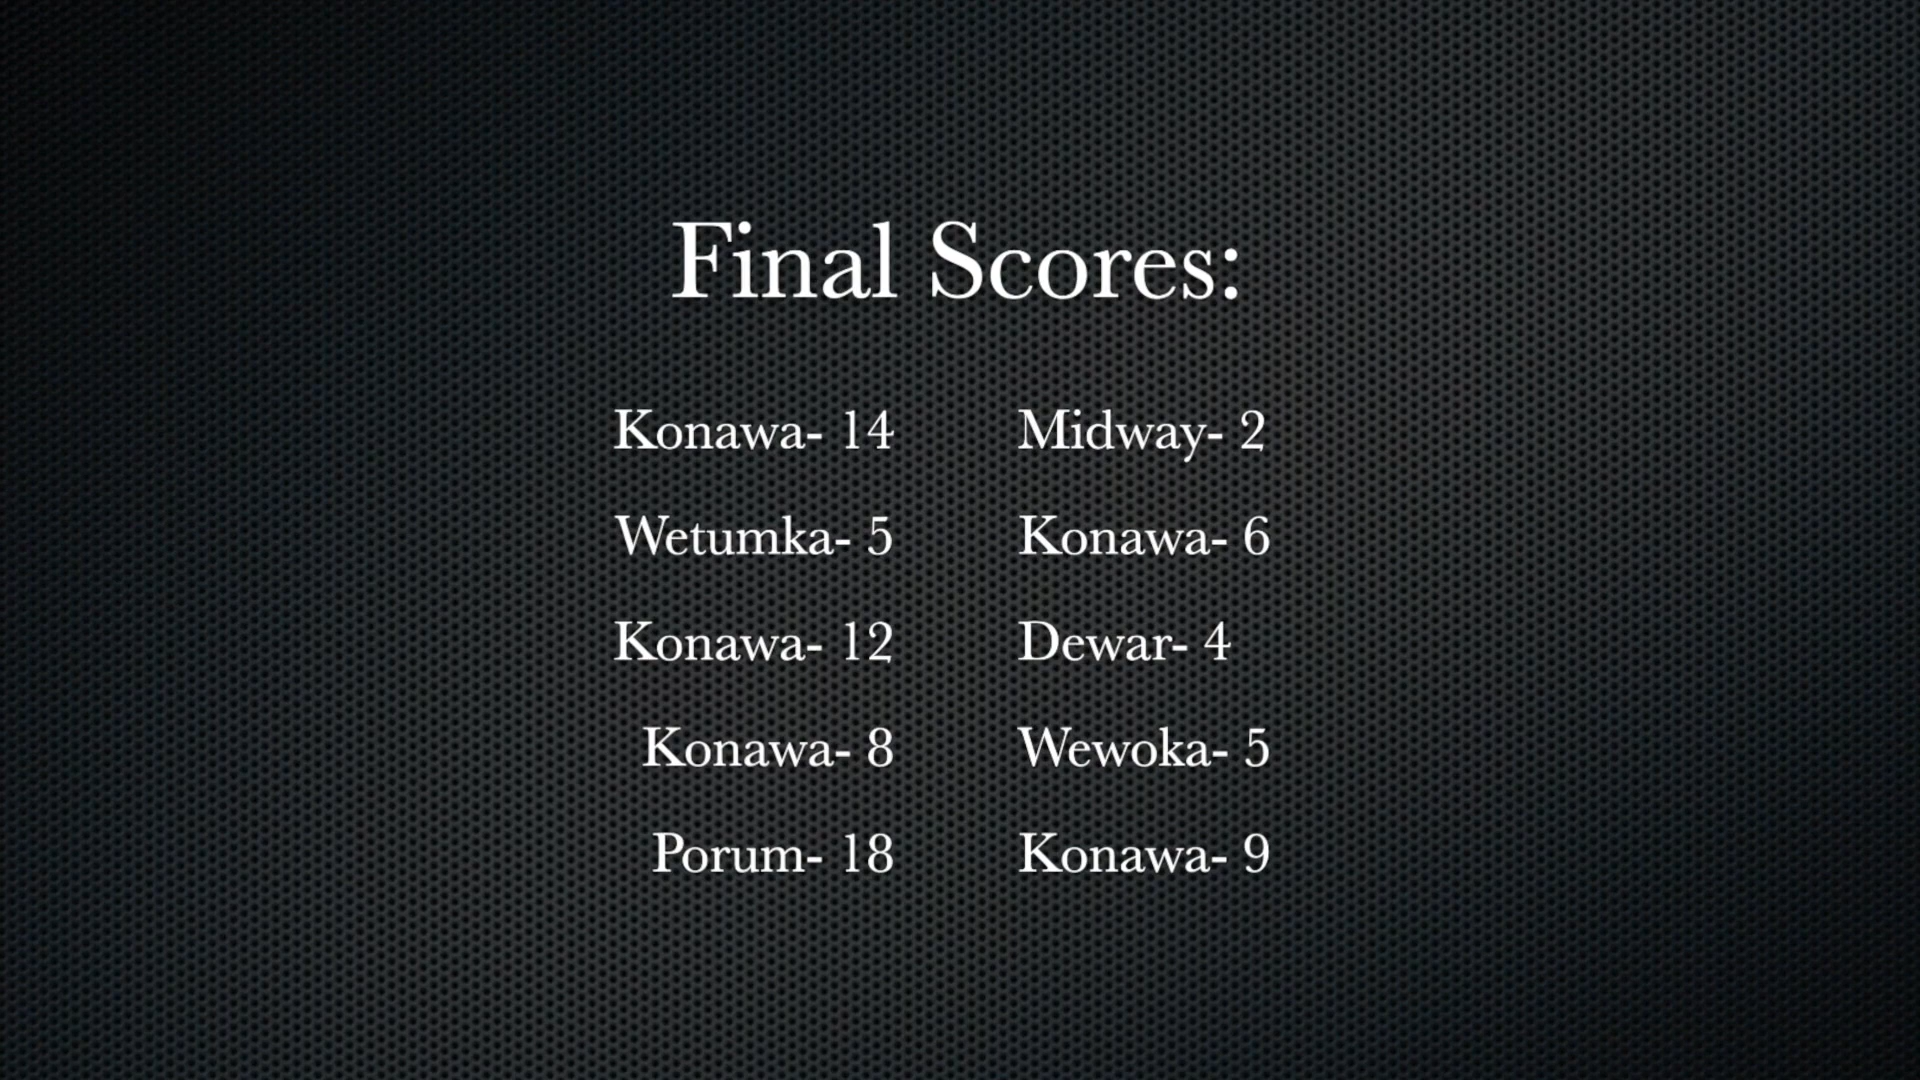 Final Scores:
Konawa- 14 Midway- 2
Wetumka- 5 Konawa- 6
Konawa- 12 Dewar- 4
Konawa- 8 Wewoka- 5
Porum- 18 Konawa- 9